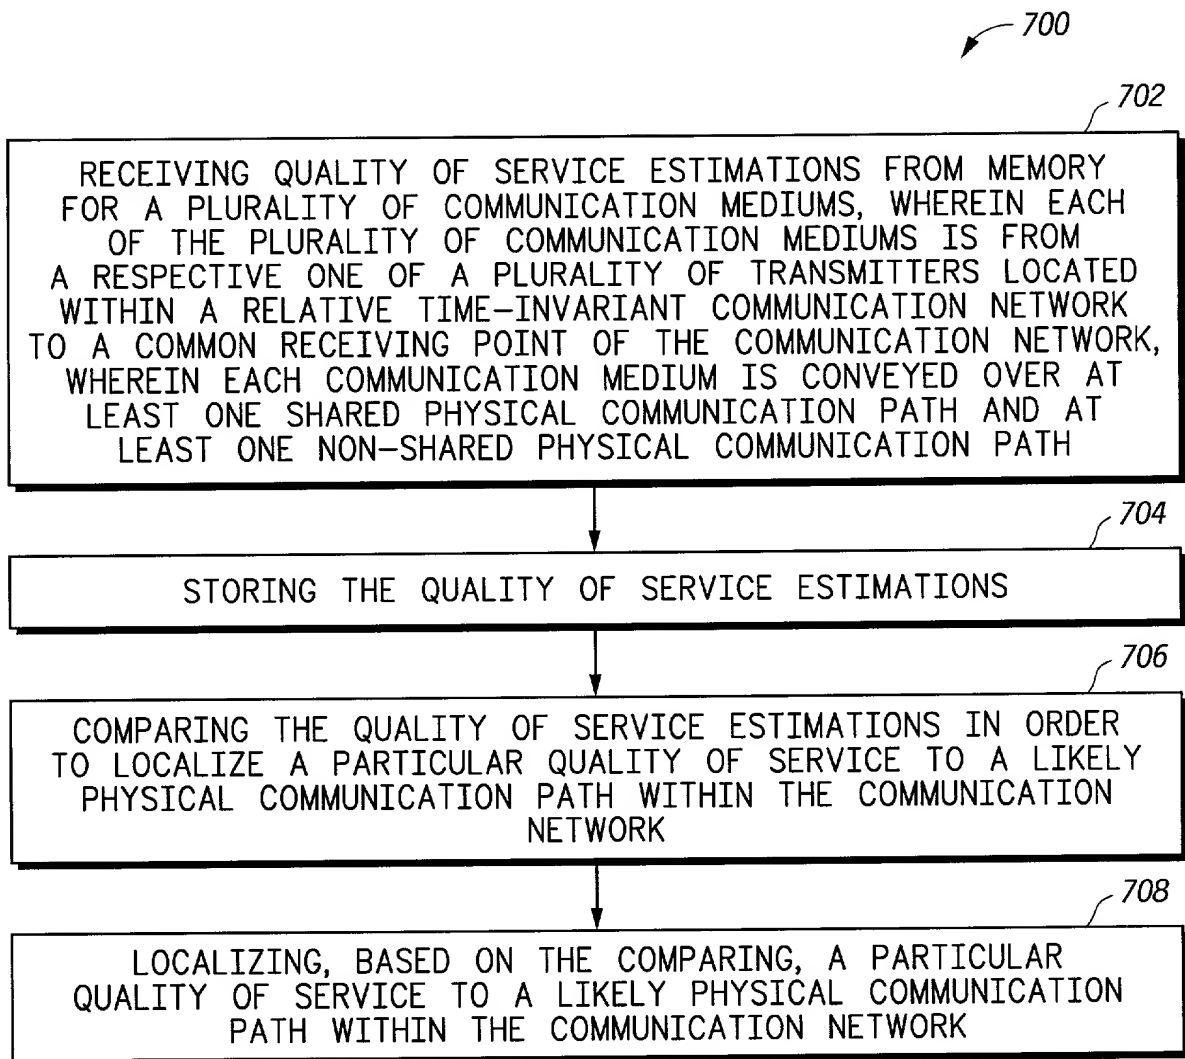 700
702
RECEIVING QUALITY OF SERVICE ESTIMATIONS FROM MEMORY
FOR A PLURALITY OF COMMUNICATION MEDIUMS, WHEREIN EACH
OF THE PLURALITY OF COMMUNICATION MEDIUMS IS FROM
A RESPECTIVE ONE OF A PLURALITY OF TRANSMITTERS LOCATED
WITHIN A RELATIVE TIME-INVARIANT COMMUNICATION NETWORK
TO A COMMON RECEIVING POINT OF THE COMMUNICATION NETWORK,
WHEREIN EACH COMMUNICATION MEDIUM IS CONVEYED OVER AT
LEAST ONE SHARED PHYSICAL COMMUNICATION PATH AND AT
LEAST ONE NON-SHARED PHYSICAL COMMUNICATION PATH
704
STORING THE QUALITY OF SERVICE ESTIMATIONS
706
COMPARING THE QUALITY OF SERVICE ESTIMATIONS IN ORDER
TO LOCALIZE A PARTICULAR QUALITY OF SERVICE TO A LIKELY
PHYSICAL COMMUNICATION PATH WITHIN THE COMMUNICATION
NETWORK
708
LOCALIZING, BASED ON THE COMPARING, A PARTICULAR
QUALITY OF SERVICE TO A LIKELY PHYSICAL COMMUNICATION
PATH WITHIN THE COMMUNICATION NETWORK